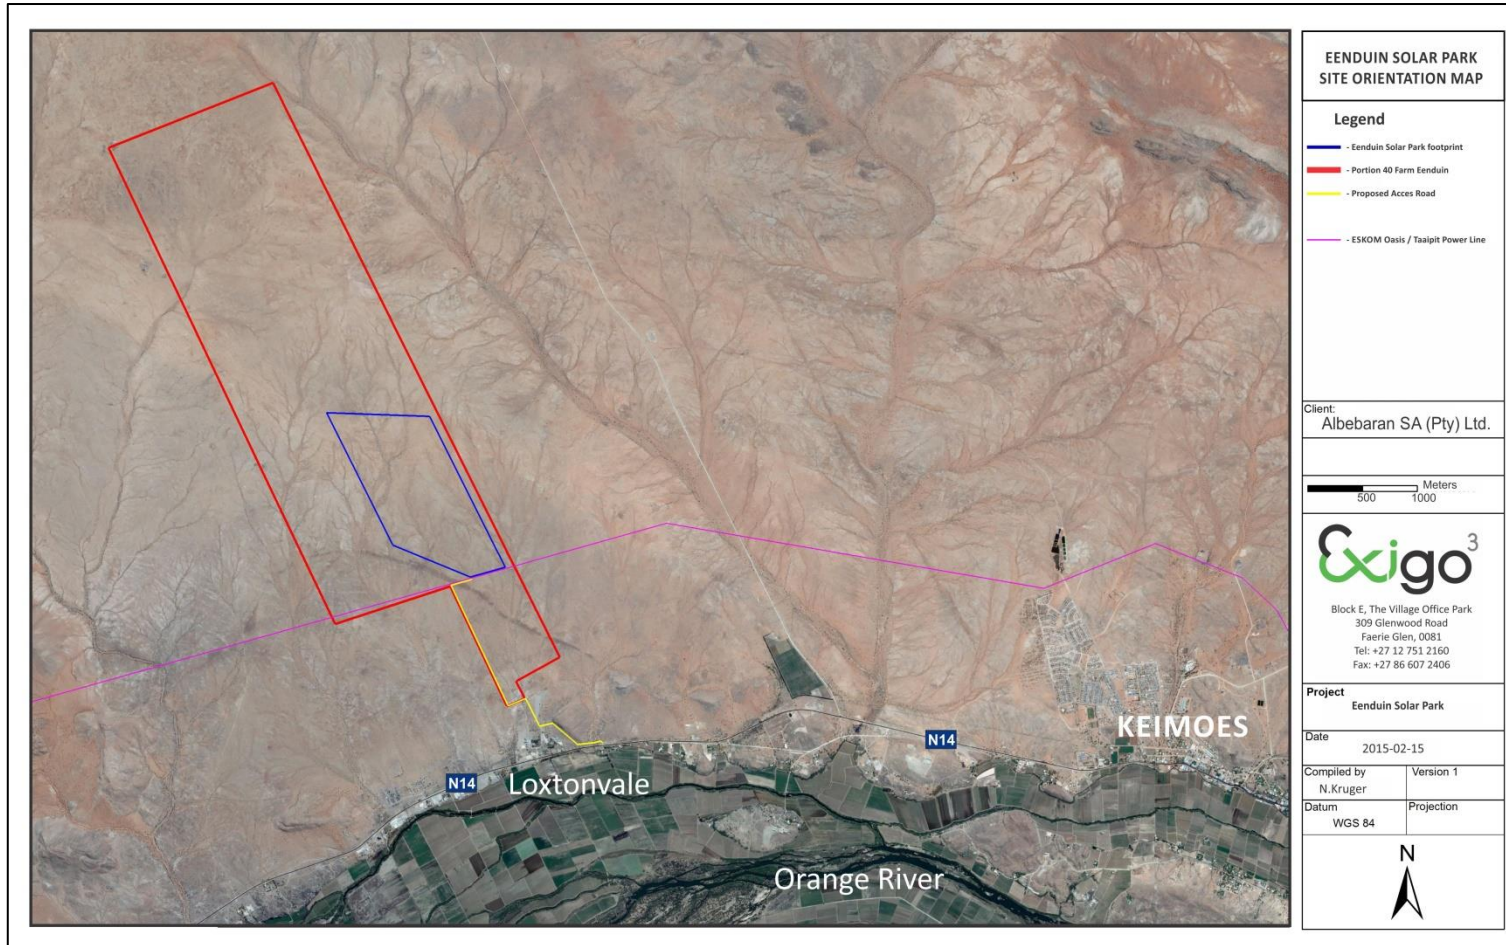 EENDUIN SOLAR PARK
SITE ORIENTATION MAP
Legend
- Eenduin Solar Park footprint
- Portion 40 Farm Eenduin
- Proposed Acces Road
- ESKOM Oasis / Taaipit Power Line
Client:
Albebaran SA (Pty) Ltd.
Meters
500 1000
Exigo3
Block E, The Village Office Park
309 Glenwood Road
Faerie Glen, 0081
Tel: +27 12 751 2160
Fax: +27 86 607 2406
Project
Eenduin Solar Park
Date
2015-02-15
Compiled by
N.Kruger
Version 1
Datum
WGS 84
Projection
N
KEIMOES
N14
N14
Loxtonvale
Orange River